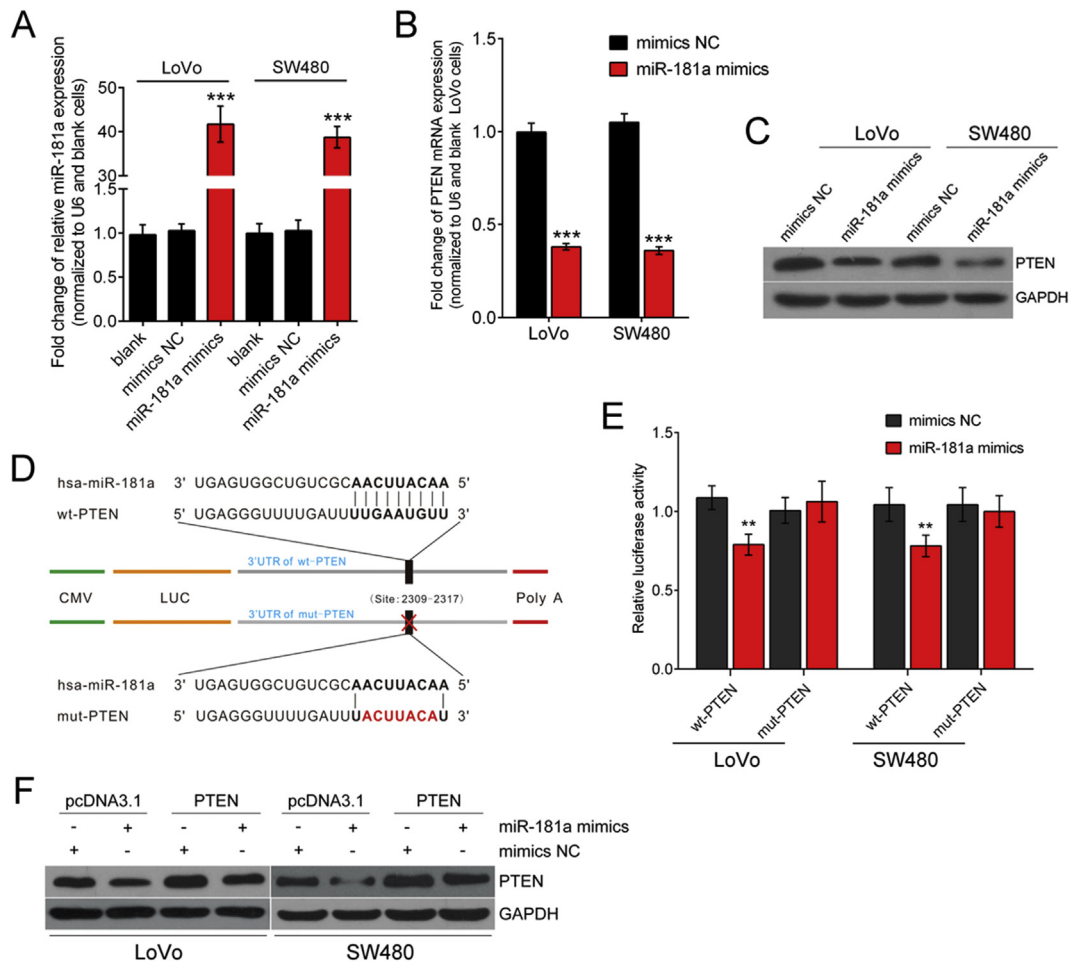 A
Fold change of relative miR-181a expression
(normalized to U6 and blank cells)
LoVo
SW480
***
***
50
40
30
1.5
1.0
0.5
0.0
blank
mimics NC
miR-181a mimics
blank
mimics NC
miR-181a mimics
B
Fold change of PTEN mRNA expression
(normalized to U6 and blank LoVo cells)
mimics NC
miR-181a mimics
1.5
1.0
0.5
0.0
***
***
LoVo
SW480
C
LoVo
SW480
mimics NC
miR-181a mimics
mimics NC
miR-181a mimics
PTEN
GAPDH
D
hsa-miR-181a 3' UGAGUGGCUGUCGCAACUUACAA 5'
wt-PTEN 5' UGAGGGUUUUGAUUUUGAAUGUU 3'
3'UTR of wt-PTEN
CMV LUC (Site: 2309-2317) Poly A
3'UTR of mut-PTEN
hsa-miR-181a 3' UGAGUGGCUGUCGCAACUUACAA 5'
mut-PTEN 5' UGAGGGUUUUGAUUUACUUACAU 3'
E
mimics NC
miR-181a mimics
Relative luciferase activity
1.5
1.0
0.5
0.0
**
**
wt-PTEN
mut-PTEN
wt-PTEN
mut-PTEN
LoVo
SW480
F
pcDNA3.1 PTEN pcDNA3.1 PTEN
- + - + - + - + miR-181a mimics
+ - + - + - + - mimics NC
PTEN
GAPDH
LoVo
SW480